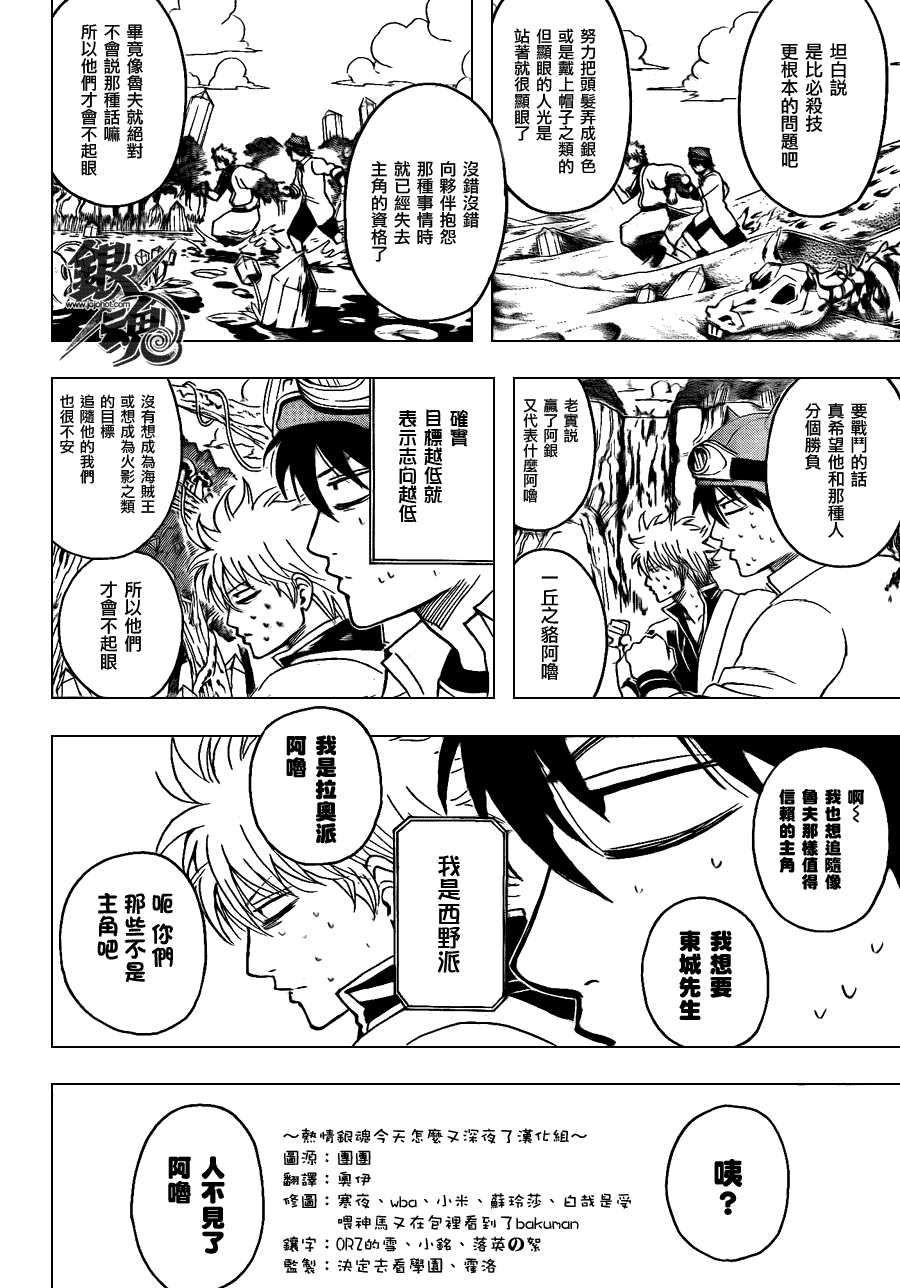 坦白說
是比必殺技
更根本的問題吧
努力把頭髮弄成銀色
或是戴上帽子之類的
但顯眼的人光是
站著就很顯眼了
沒錯沒錯
向夥伴抱怨
那種事情時
就已經失去
主角的資格了
畢竟像魯夫就絕對
不會說那種話嘛
所以他們才會不起眼
銀魂
www.jojohot.com
要戰鬥的話
真希望他和那種人
分個勝負
老實說
贏了阿銀
又代表什麼阿嚕
一丘之貉阿嚕
確實
目標越低就
表示志向越低
沒有想成為海賊王
或想成為火影之類
的目標
追隨他的我們
也很不安
所以他們
才會不起眼
啊～
我也想追隨像
魯夫那樣值得
信賴的主角
我想要
東城先生
我是西野派
我是拉奧派
阿嚕
呃 你們
那些不是
主角吧
咦？
～熱情銀魂今天怎麼又深夜了漢化組～
圖源：團團
翻譯：奧伊
修圖：寒夜、wba、小米、蘇玲莎、白哉是受
喂神馬又在包裡看到了bakuman
鑲字：ORZ的雪、小銘、落英の絮
監製：決定去看學園、霍洛
人不見了
阿嚕